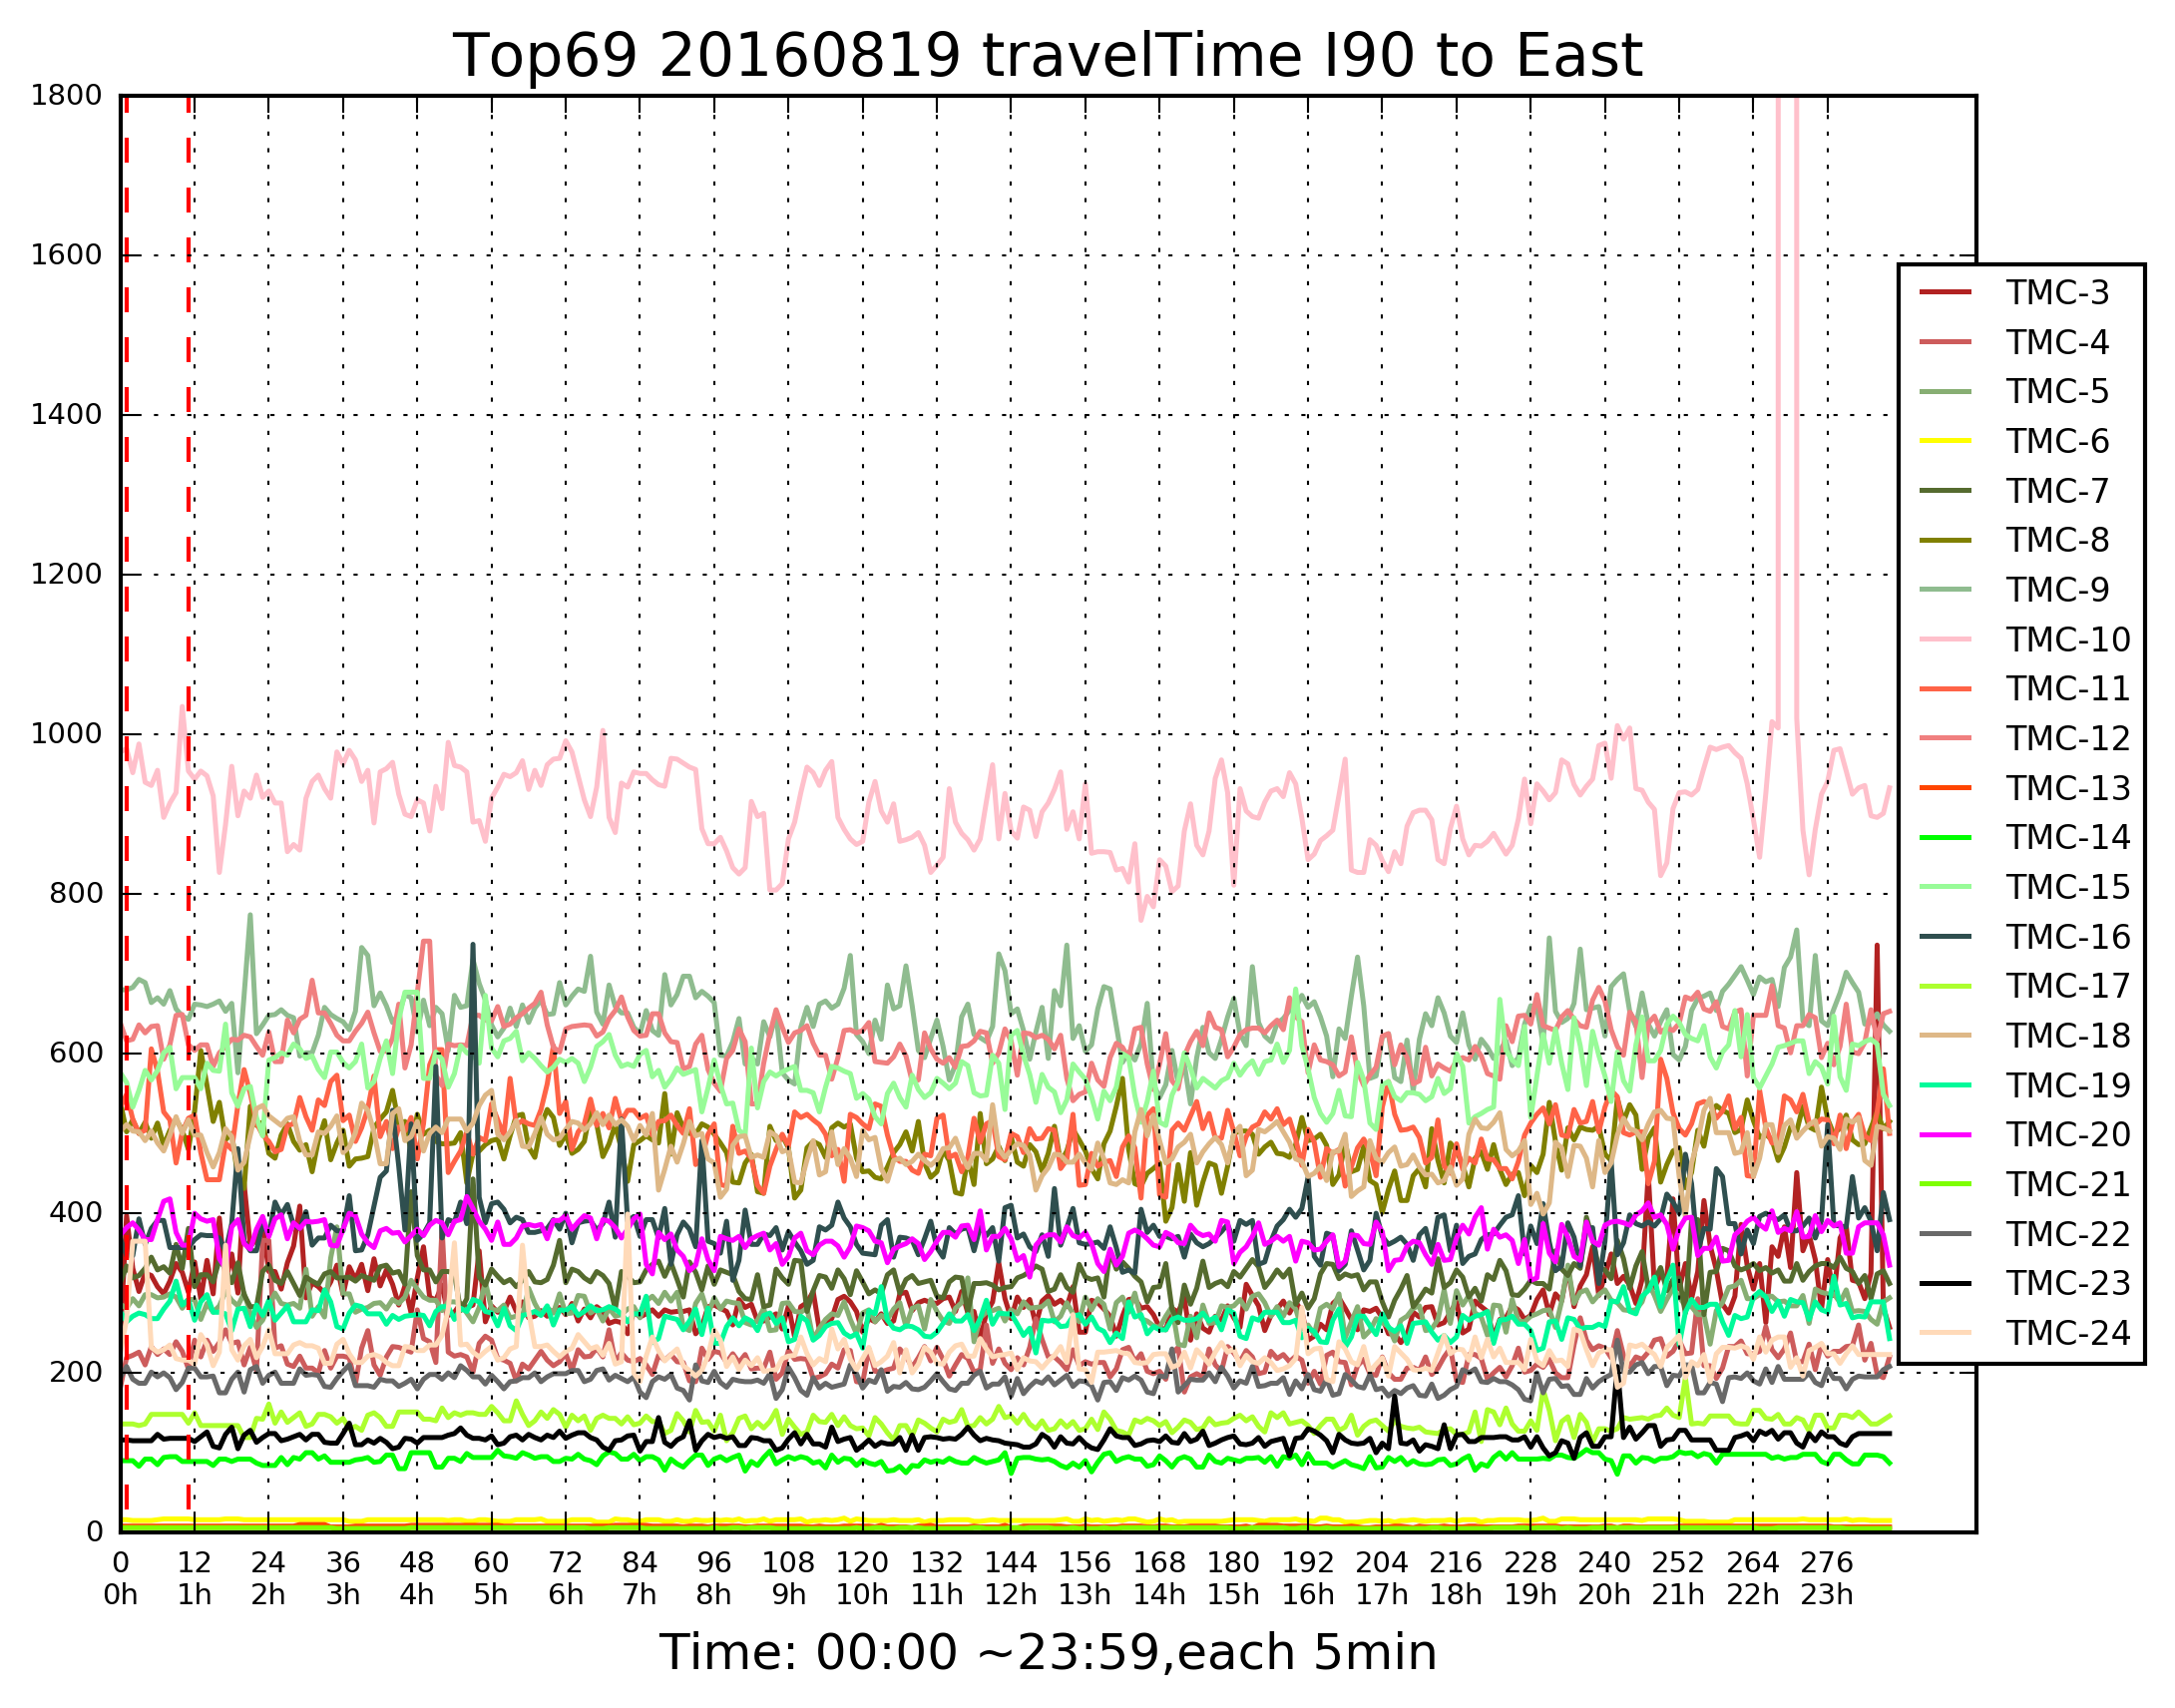 Top69 20160819 travelTime I90 to East
1800
1600
1400
1200
1000
800
600
400
200
0
TMC-3
TMC-4
TMC-5
TMC-6
TMC-7
TMC-8
TMC-9
TMC-10
TMC-11
TMC-12
TMC-13
TMC-14
TMC-15
TMC-16
TMC-17
TMC-18
TMC-19
TMC-20
TMC-21
TMC-22
TMC-23
TMC-24
0 12 24 36 48 60 72 84 96 108 120 132 144 156 168 180 192 204 216 228 240 252 264 276
0h 1h 2h 3h 4h 5h 6h 7h 8h 9h 10h 11h 12h 13h 14h 15h 16h 17h 18h 19h 20h 21h 22h 23h
Time: 00:00 ~23:59,each 5min